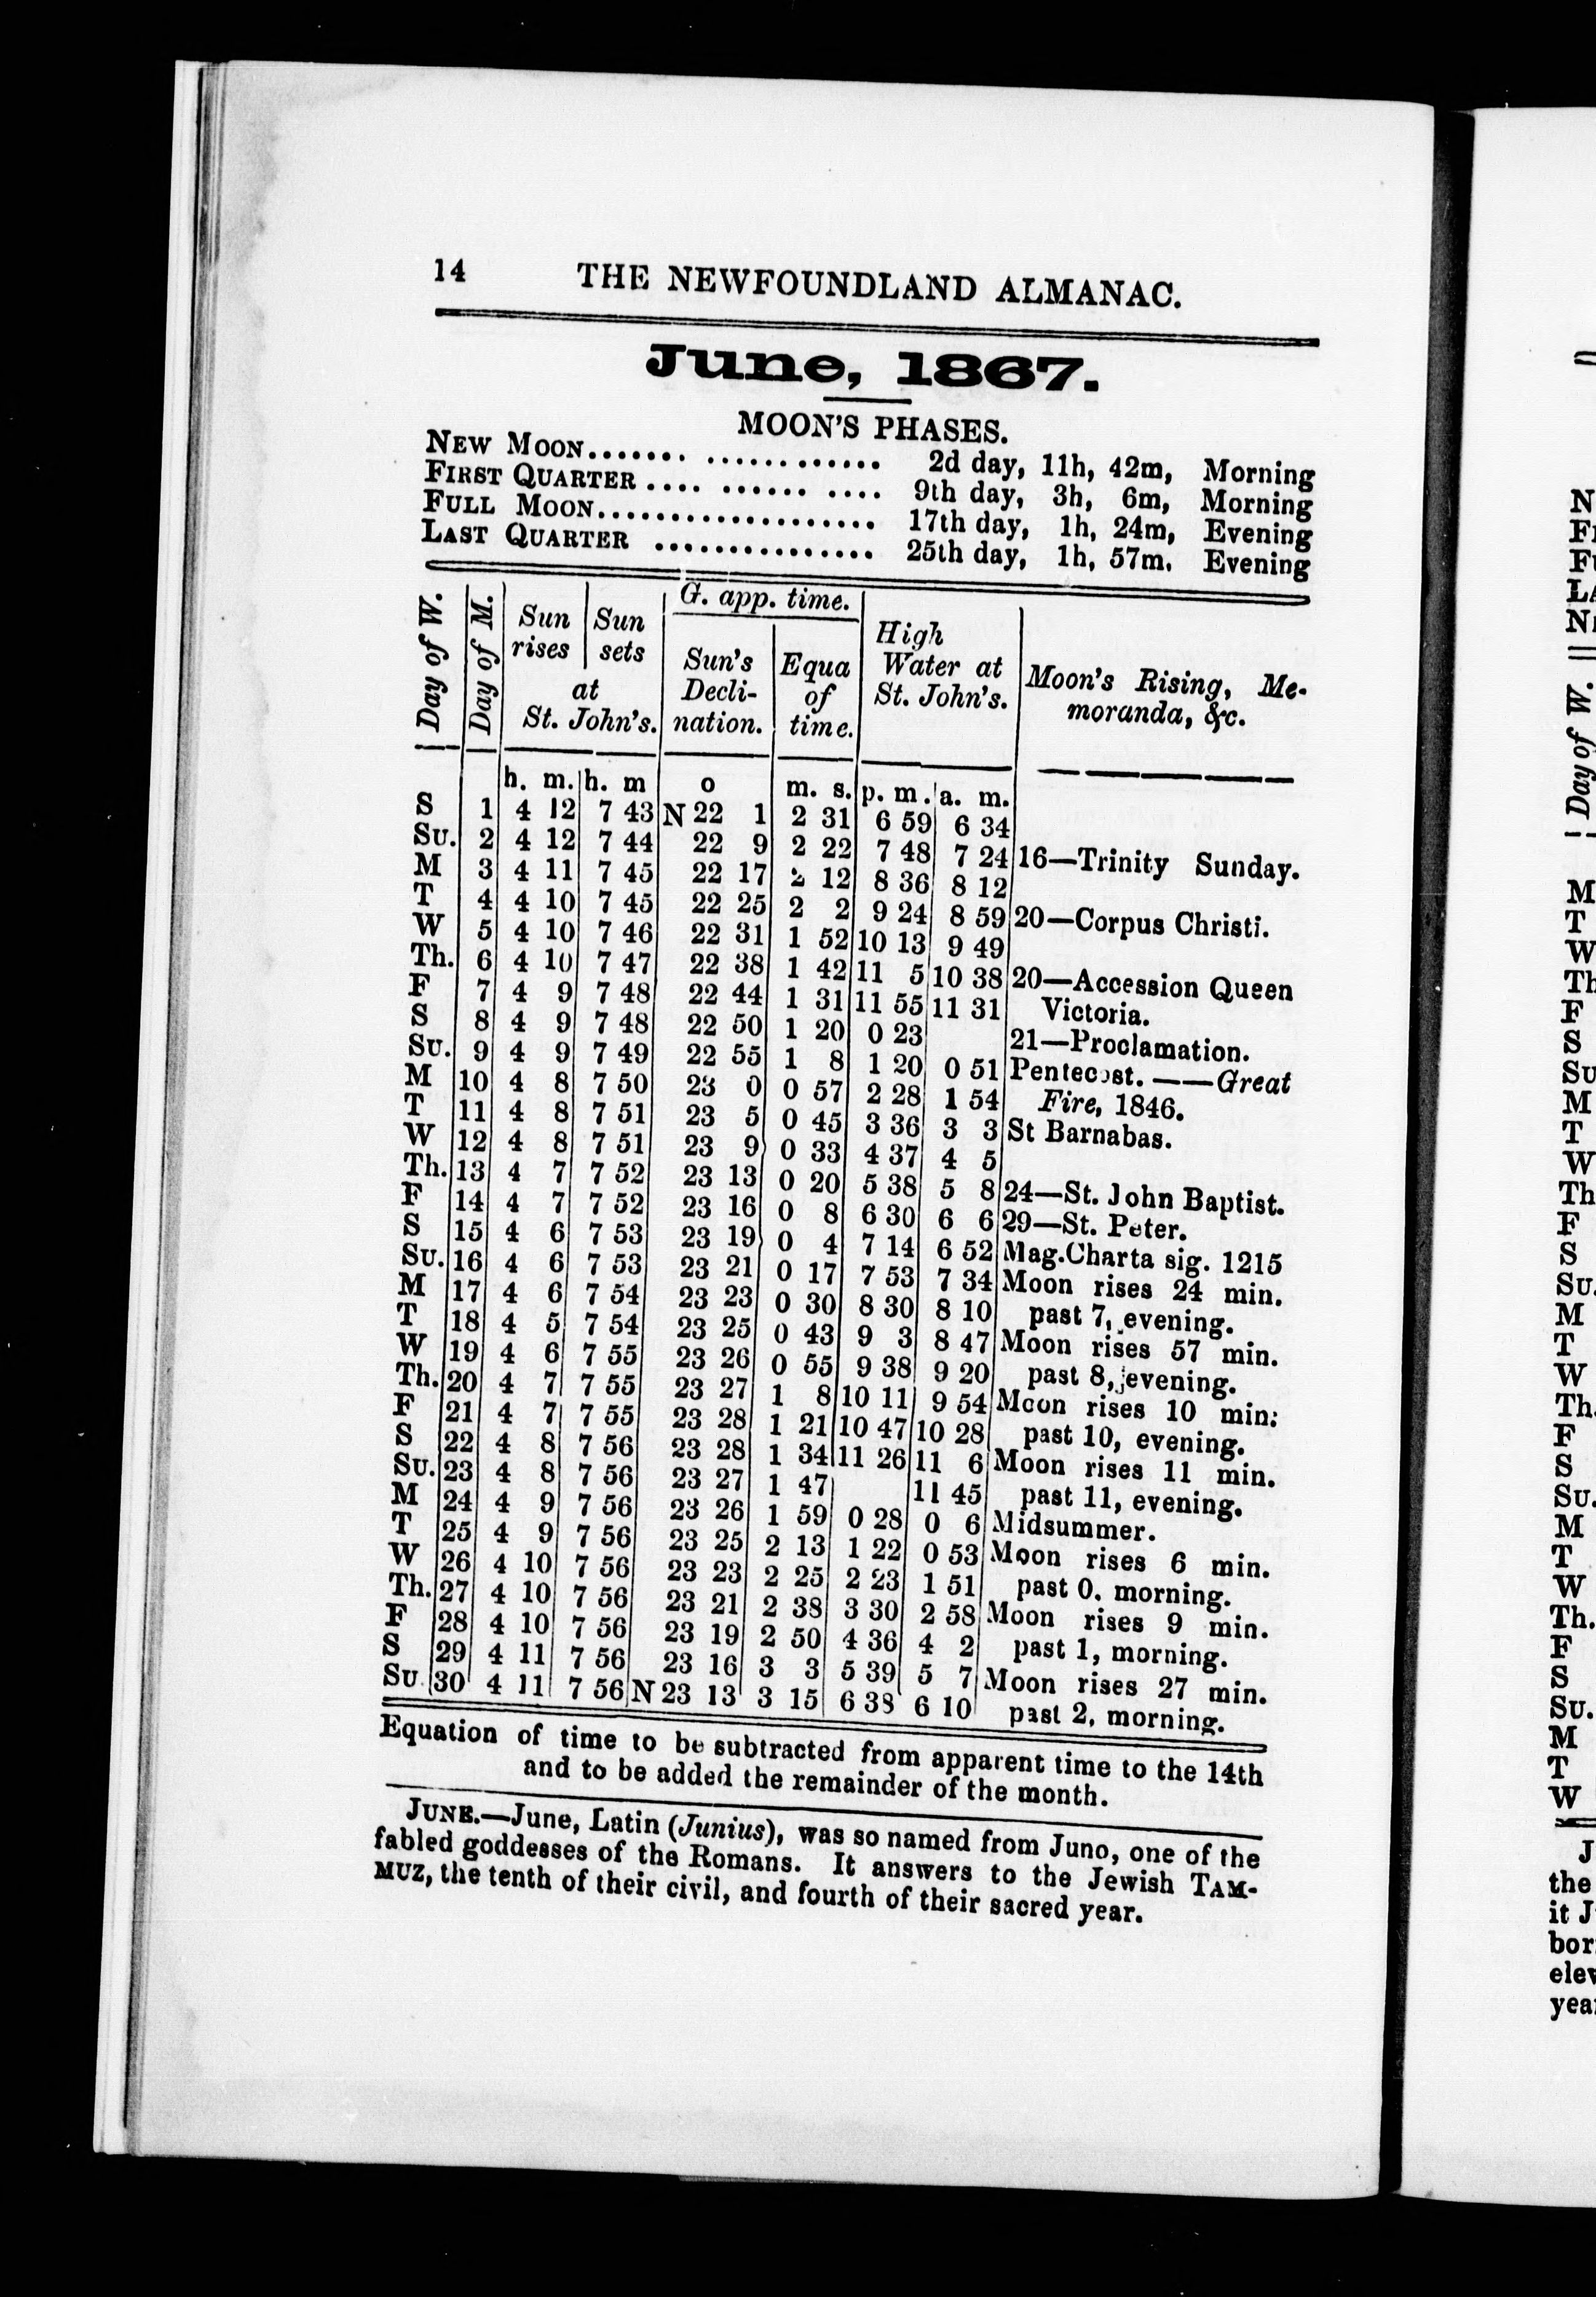 14 THE NEWFOUNDLAND ALMANAC.
June, 1867.
MOON'S PHASES.
NEW MOON....... ............ 2d day, 11h, 42m, Morning
FIRST QUARTER .... ...... .... 9th day, 3h, 6m, Morning
FULL MOON................... 17th day, 1h, 24m, Evening
LAST QUARTER ............... 25th day, 1h, 57m. Evening
Day of W. Day of M. Sun rises Sun sets at St. John's. G. app. time. Sun's Decli-nation. Equa of time. High Water at St. John's. Moon's Rising, Me-moranda, &c.
h. m. h. m o m. s. p. m. a. m.
S 1 4 12 7 43 N 22 1 2 31 6 59 6 34
Su. 2 4 12 7 44 22 9 2 22 7 48 7 24 16—Trinity Sunday.
M 3 4 11 7 45 22 17 2 12 8 36 8 12
T 4 4 10 7 45 22 25 2 2 9 24 8 59 20—Corpus Christi.
W 5 4 10 7 46 22 31 1 52 10 13 9 49
Th. 6 4 10 7 47 22 38 1 42 11 5 10 38 20—Accession Queen
F 7 4 9 7 48 22 44 1 31 11 55 11 31 Victoria.
S 8 4 9 7 48 22 50 1 20 0 23 21—Proclamation.
Su. 9 4 9 7 49 22 55 1 8 1 20 0 51 Pentecost. ——Great
M 10 4 8 7 50 23 0 0 57 2 28 1 54 Fire, 1846.
T 11 4 8 7 51 23 5 0 45 3 36 3 3 St Barnabas.
W 12 4 8 7 51 23 9 0 33 4 37 4 5
Th. 13 4 7 7 52 23 13 0 20 5 38 5 8 24—St. John Baptist.
F 14 4 7 7 52 23 16 0 8 6 30 6 6 29—St. Peter.
S 15 4 6 7 53 23 19 0 4 7 14 6 52 Mag.Charta sig. 1215
Su. 16 4 6 7 53 23 21 0 17 7 53 7 34 Moon rises 24 min.
M 17 4 6 7 54 23 23 0 30 8 30 8 10 past 7, evening.
T 18 4 5 7 54 23 25 0 43 9 3 8 47 Moon rises 57 min.
W 19 4 6 7 55 23 26 0 55 9 38 9 20 past 8, evening.
Th. 20 4 7 7 55 23 27 1 8 10 11 9 54 Moon rises 10 min:
F 21 4 7 7 55 23 28 1 21 10 47 10 28 past 10, evening.
S 22 4 8 7 56 23 28 1 34 11 26 11 6 Moon rises 11 min.
Su. 23 4 8 7 56 23 27 1 47 11 45 past 11, evening.
M 24 4 9 7 56 23 26 1 59 0 28 0 6 Midsummer.
T 25 4 9 7 56 23 25 2 13 1 22 0 53 Moon rises 6 min.
W 26 4 10 7 56 23 23 2 25 2 23 1 51 past 0. morning.
Th. 27 4 10 7 56 23 21 2 38 3 30 2 58 Moon rises 9 min.
F 28 4 10 7 56 23 19 2 50 4 36 4 2 past 1, morning.
S 29 4 11 7 56 23 16 3 3 5 39 5 7 Moon rises 27 min.
Su. 30 4 11 7 56 N 23 13 3 15 6 38 6 10 past 2, morning.
Equation of time to be subtracted from apparent time to the 14th
and to be added the remainder of the month.
JUNE.—June, Latin (Junius), was so named from Juno, one of the
fabled goddesses of the Romans. It answers to the Jewish TAM-
MUZ, the tenth of their civil, and fourth of their sacred year.
N
Fi
Fu
LA
NE
Day of W.
M
T
W
Th
F
S
Su
M
T
W
Th
F
S
Su.
M
T
W
Th.
F
S
Su.
M
T
W
Th.
F
S
Su.
M
T
W
J
the
it J
bor
elev
yea